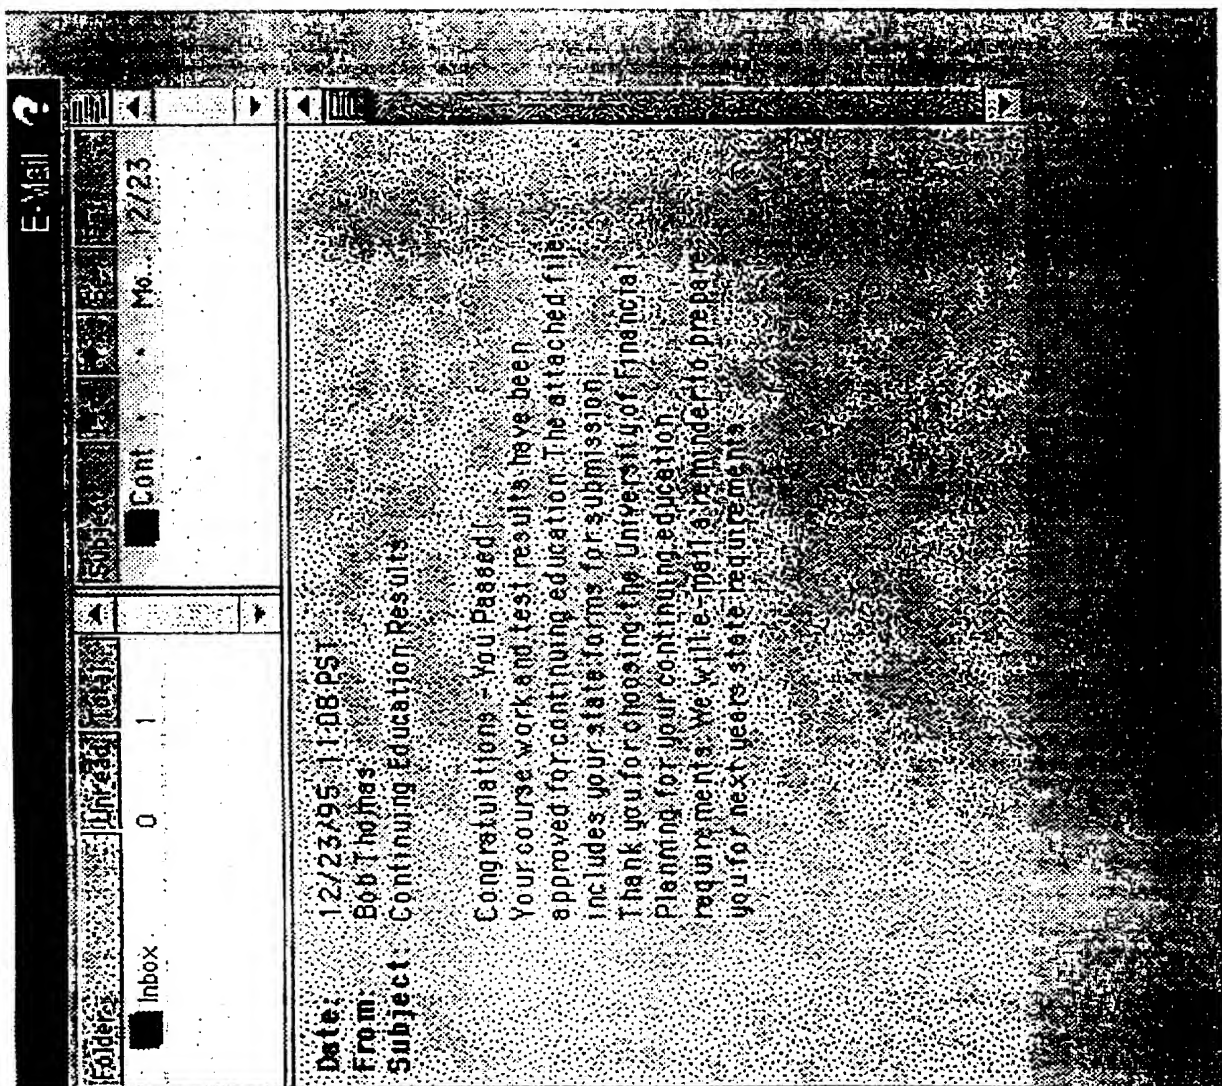 E-Mail ?
Folder Unread Total
Inbox 0 1
Subject
Cont Mo... 12/23
Date: 12/23/95 11:08 PST
From: Bob Thomas
Subject: Continuing Education Results
Congratulations - You Passed!
Your course work and test results have been
approved for continuing education. The attached file
includes your state forms for submission.
Thank you for choosing the University of Financial
Planning for your continuing education
requirements. We will e-mail a remunder to prepare
you for next years state requirements.